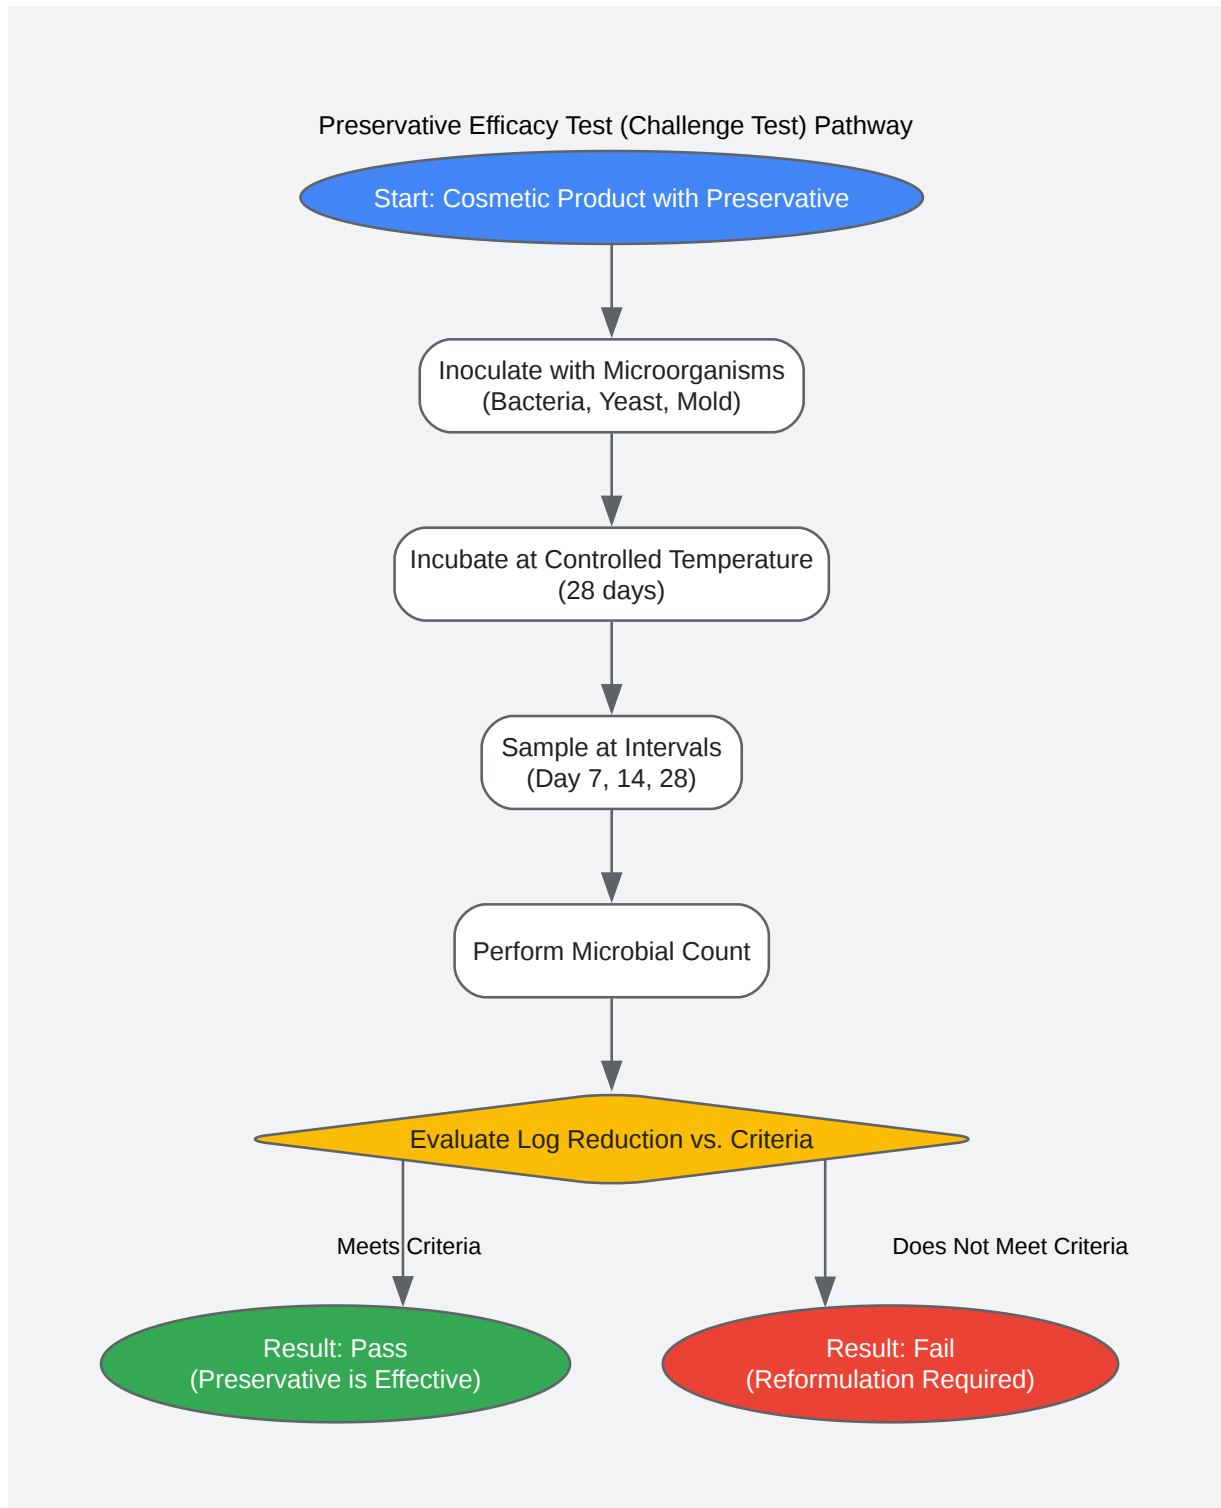 Preservative Efficacy Test (Challenge Test) Pathway
Start: Cosmetic Product with Preservative
Inoculate with Microorganisms
(Bacteria, Yeast, Mold)
Incubate at Controlled Temperature
(28 days)
Sample at Intervals
(Day 7, 14, 28)
Perform Microbial Count
Evaluate Log Reduction vs. Criteria
Meets Criteria
Does Not Meet Criteria
Result: Pass
(Preservative is Effective)
Result: Fail
(Reformulation Required)